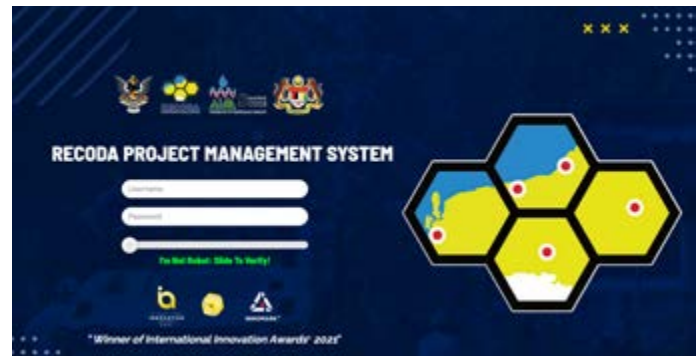 RECODA PROJECT MANAGEMENT SYSTEM
Username
Password
I'm Not Robot: Slide To Verify!
"Winner of International Innovation Awards 2021"